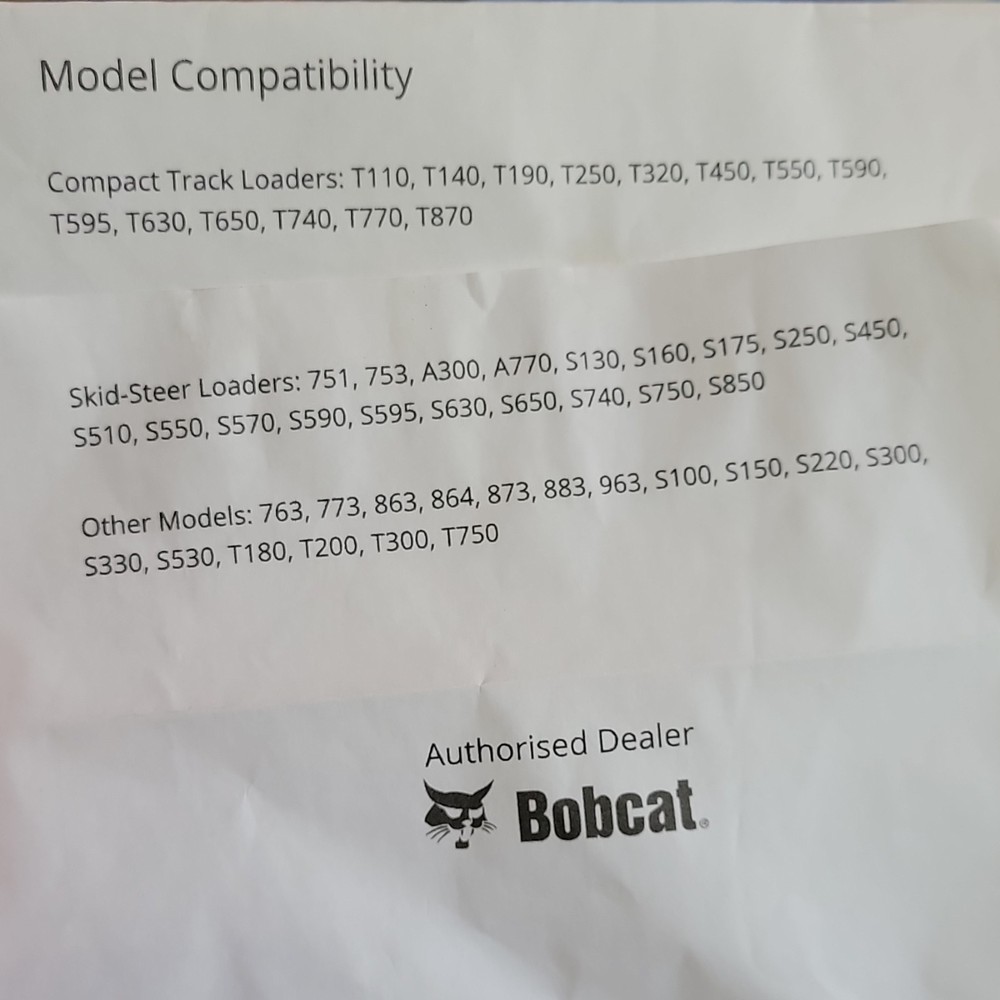 Model Compatibility
Compact Track Loaders: T110, T140, T190, T250, T320, T450, T550, T590,
T595, T630, T650, T740, T770, T870
Skid-Steer Loaders: 751, 753, A300, A770, S130, S160, S175, S250, S450,
S510, S550, S570, S590, S595, S630, S650, S740, S750, S850
Other Models: 763, 773, 863, 864, 873, 883, 963, S100, S150, S220, S300,
S330, S530, T180, T200, T300, T750
Authorised Dealer
Bobcat®